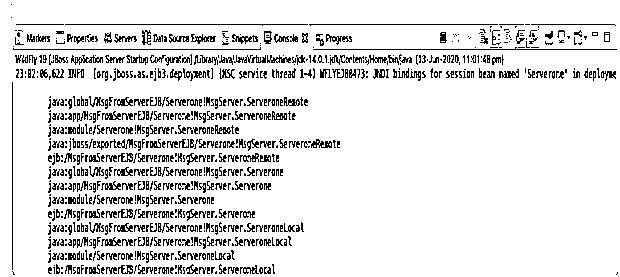 Markers Properties Servers Data Source Explorer Snippets Console Progress
WildFly 19 [JBoss Application Server Startup Configuration] /Library/Java/JavaVirtualMachines/jdk-14.0.1.jdk/Contents/Home/bin/java (13-Jun-2020, 11:01:48 pm)
23:02:06,622 INFO [org.jboss.as.ejb3.deployment] (MSC service thread 1-4) WFLYEJB0473: JNDI bindings for session bean named 'Serverone' in deployme
java:global/MsgFromServerEJB/Serverone!MsgServer.ServeroneRemote
java:app/MsgFromServerEJB/Serverone!MsgServer.ServeroneRemote
java:module/Serverone!MsgServer.ServeroneRemote
java:jboss/exported/MsgFromServerEJB/Serverone!MsgServer.ServeroneRemote
ejb:/MsgFromServerEJB/Serverone!MsgServer.ServeroneRemote
java:global/MsgFromServerEJB/Serverone!MsgServer.Serverone
java:app/MsgFromServerEJB/Serverone!MsgServer.Serverone
java:module/Serverone!MsgServer.Serverone
ejb:/MsgFromServerEJB/Serverone!MsgServer.Serverone
java:global/MsgFromServerEJB/Serverone!MsgServer.ServeroneLocal
java:app/MsgFromServerEJB/Serverone!MsgServer.ServeroneLocal
java:module/Serverone!MsgServer.ServeroneLocal
ejb:/MsgFromServerEJB/Serverone!MsgServer.ServeroneLocal